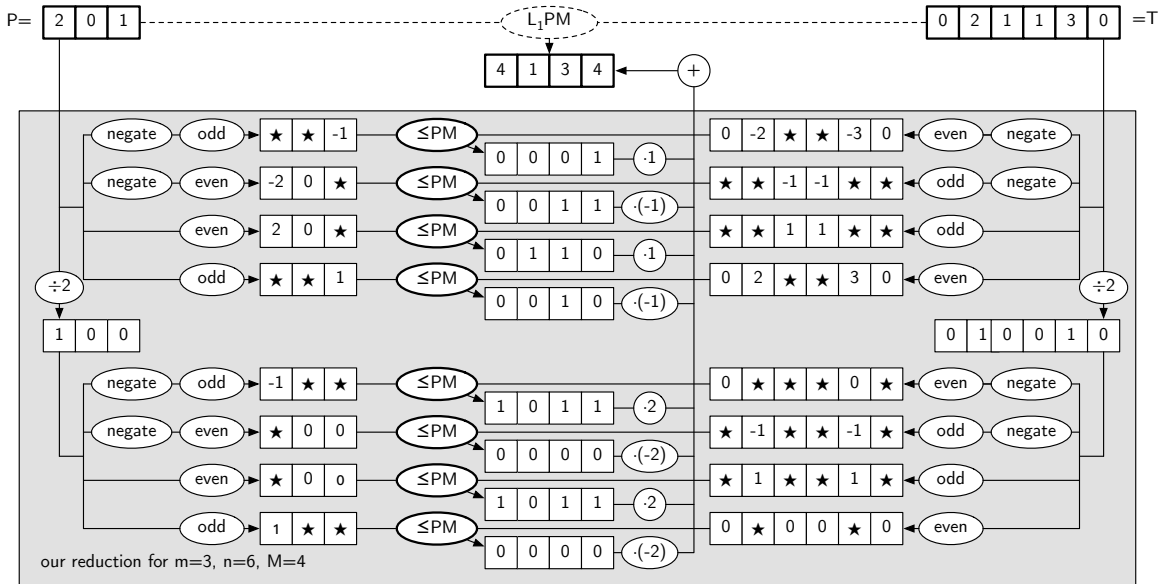 P= 2 0 1 L₁PM 0 2 1 1 3 0 =T
4 1 3 4 +
negate odd ★ ★ -1 ≤PM 0 -2 ★ ★ -3 0 even negate
0 0 0 1 ·1
negate even -2 0 ★ ≤PM ★ ★ -1 -1 ★ ★ odd negate
0 0 1 1 ·(-1)
even 2 0 ★ ≤PM ★ ★ 1 1 ★ ★ odd
0 1 1 0 ·1
odd ★ ★ 1 ≤PM 0 2 ★ ★ 3 0 even
÷2 0 0 1 0 ·(-1) ÷2
1 0 0 0 1 0 0 1 0
negate odd -1 ★ ★ ≤PM 0 ★ ★ ★ 0 ★ even negate
1 0 1 1 ·2
negate even ★ 0 0 ≤PM ★ -1 ★ ★ -1 ★ odd negate
0 0 0 0 ·(-2)
even ★ 0 0 ≤PM ★ 1 ★ ★ 1 ★ odd
1 0 1 1 ·2
odd 1 ★ ★ ≤PM 0 ★ 0 0 ★ 0 even
0 0 0 0 ·(-2)
our reduction for m=3, n=6, M=4